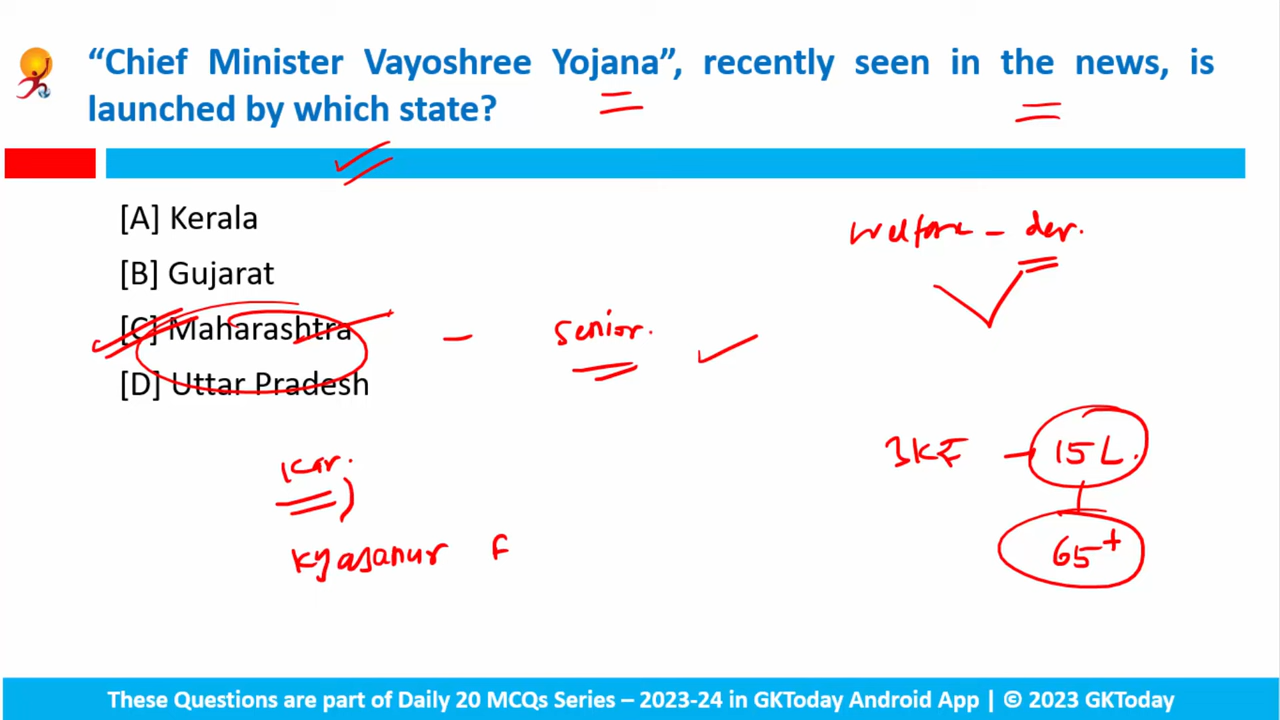 “Chief Minister Vayoshree Yojana”, recently seen in the news, is
launched by which state?
[A] Kerala
[B] Gujarat
[C] Maharashtra
[D] Uttar Pradesh
welfare - dev.
- senior.
3K₹ - 15L.
65+
Kar.
Kyasanur F
These Questions are part of Daily 20 MCQs Series – 2023-24 in GKToday Android App | © 2023 GKToday